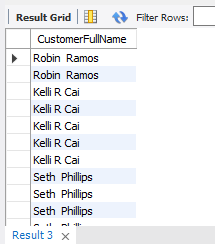 Result Grid Filter Rows:
CustomerFullName
Robin  Ramos
Robin  Ramos
Kelli R Cai
Kelli R Cai
Kelli R Cai
Kelli R Cai
Kelli R Cai
Seth  Phillips
Seth  Phillips
Seth  Phillips
Result 3